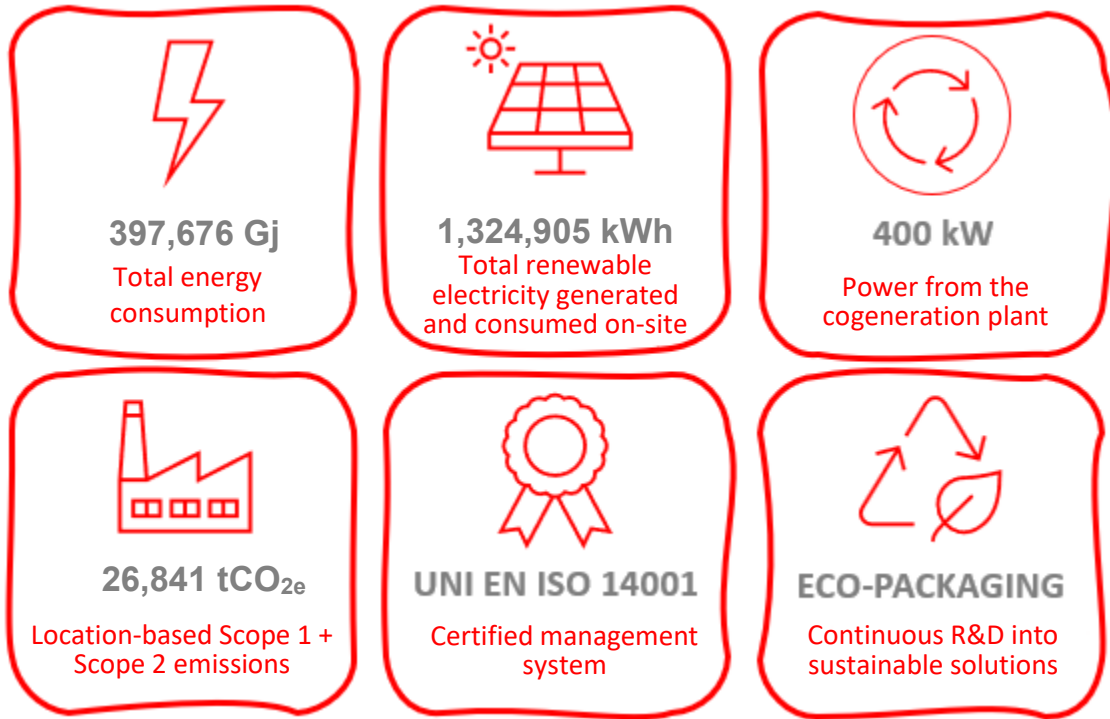 397,676 Gj
Total energy
consumption
1,324,905 kWh
Total renewable
electricity generated
and consumed on-site
400 kW
Power from the
cogeneration plant
26,841 tCO₂ₑ
Location-based Scope 1 +
Scope 2 emissions
UNI EN ISO 14001
Certified management
system
ECO-PACKAGING
Continuous R&D into
sustainable solutions